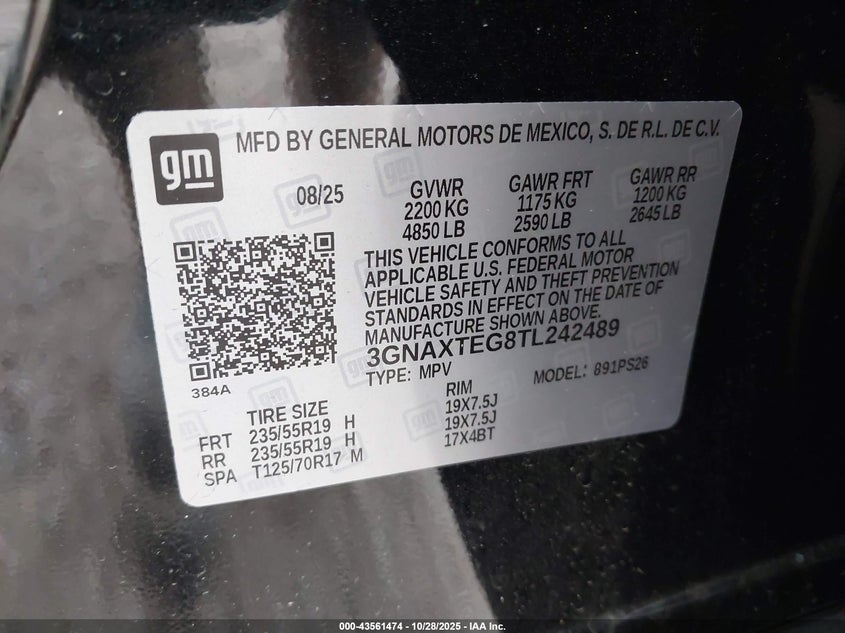 gm
MFD BY GENERAL MOTORS DE MEXICO, S. DE R.L. DE C.V.
08/25
GVWR
2200 KG
4850 LB
GAWR FRT
1175 KG
2590 LB
GAWR RR
1200 KG
2645 LB
THIS VEHICLE CONFORMS TO ALL
APPLICABLE U.S. FEDERAL MOTOR
VEHICLE SAFETY AND THEFT PREVENTION
STANDARDS IN EFFECT ON THE DATE OF
MANUFACTURE SHOWN ABOVE.
3GNAXTEG8TL242489
TYPE: MPV
MODEL: 891PS26
384A
TIRE SIZE
RIM
FRT 235/55R19 H 19X7.5J
RR 235/55R19 H 19X7.5J
SPA T125/70R17 M 17X4BT
000-43561474 | 10/28/2025 - IAA Inc.